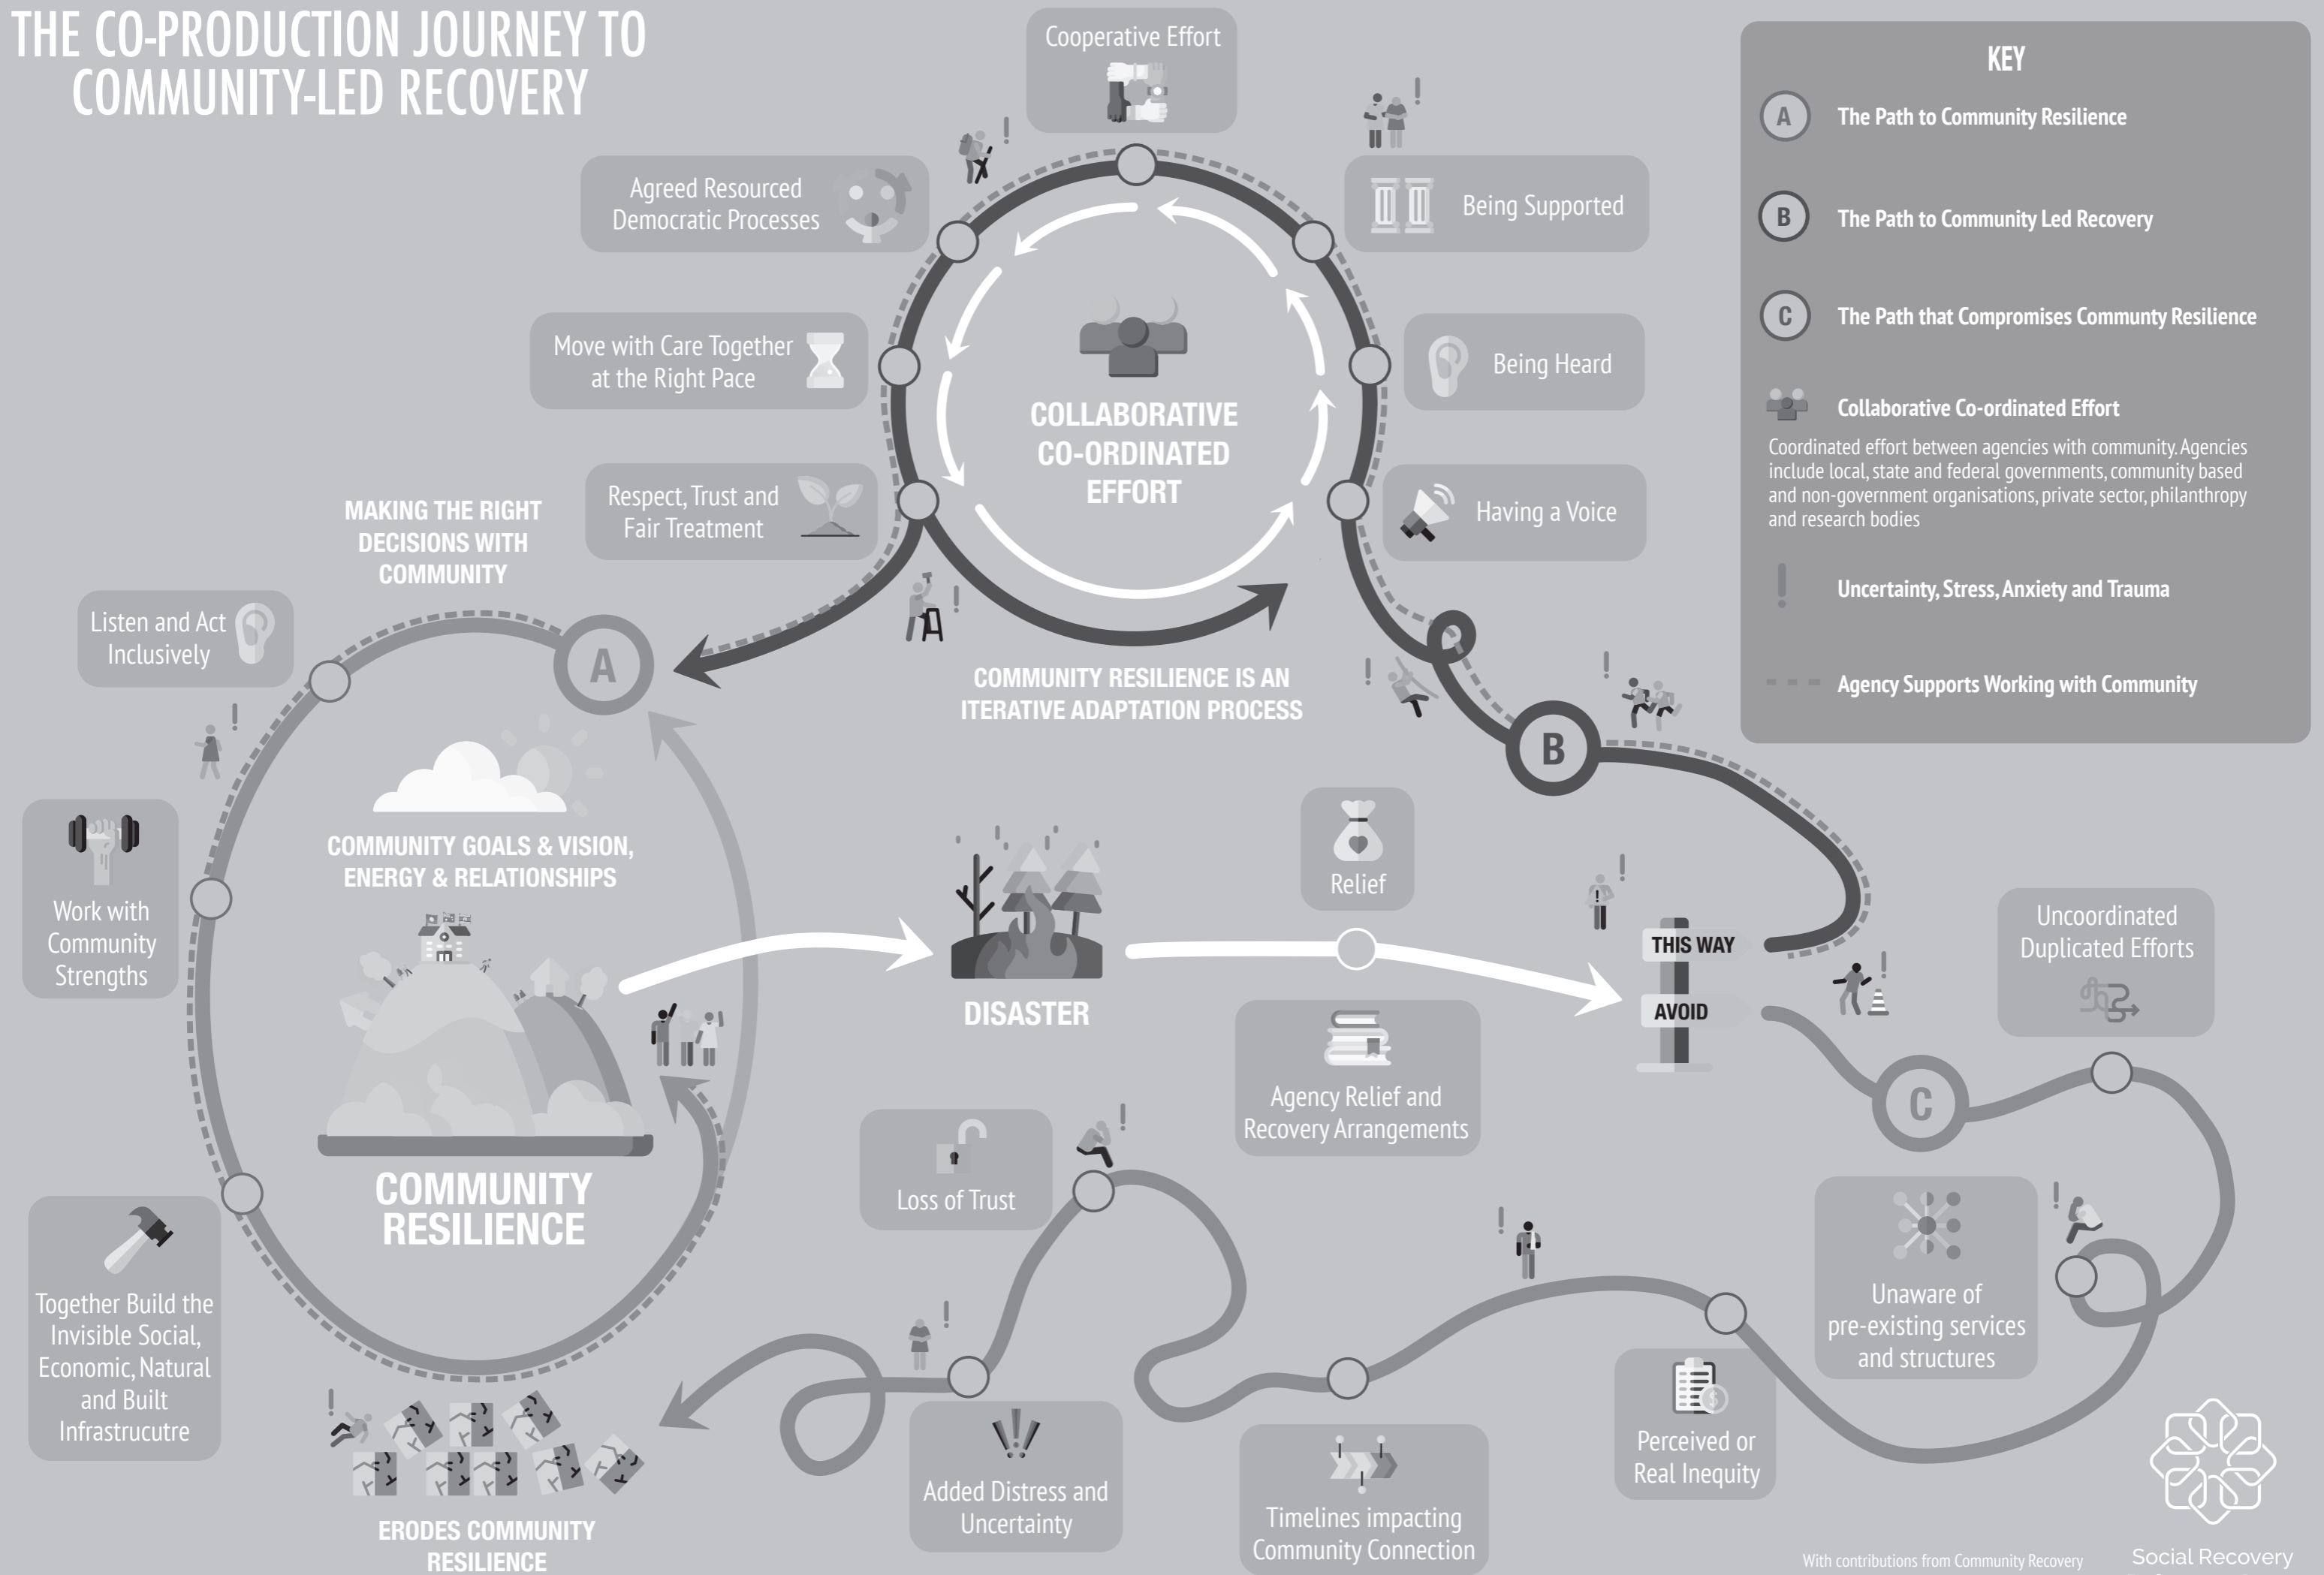 THE CO-PRODUCTION JOURNEY TO
COMMUNITY-LED RECOVERY
Cooperative Effort
Agreed Resourced
Democratic Processes
Being Supported
Move with Care Together
at the Right Pace
Being Heard
Respect, Trust and
Fair Treatment
Having a Voice
COLLABORATIVE
CO-ORDINATED
EFFORT
COMMUNITY RESILIENCE IS AN
ITERATIVE ADAPTATION PROCESS
MAKING THE RIGHT
DECISIONS WITH
COMMUNITY
KEY
A
The Path to Community Resilience
B
The Path to Community Led Recovery
C
The Path that Compromises Communty Resilience
Collaborative Co-ordinated Effort
Coordinated effort between agencies with community. Agencies
include local, state and federal governments, community based
and non-government organisations, private sector, philanthropy
and research bodies
!
Uncertainty, Stress, Anxiety and Trauma
Agency Supports Working with Community
Listen and Act
Inclusively
A
B
Work with
Community
Strengths
COMMUNITY GOALS & VISION,
ENERGY & RELATIONSHIPS
Together Build the
Invisible Social,
Economic, Natural
and Built
Infrastrucutre
COMMUNITY
RESILIENCE
DISASTER
Relief
Agency Relief and
Recovery Arrangements
THIS WAY
AVOID
C
Uncoordinated
Duplicated Efforts
Unaware of
pre-existing services
and structures
Perceived or
Real Inequity
Timelines impacting
Community Connection
Loss of Trust
Added Distress and
Uncertainty
ERODES COMMUNITY
RESILIENCE
With contributions from Community Recovery
Social Recovery